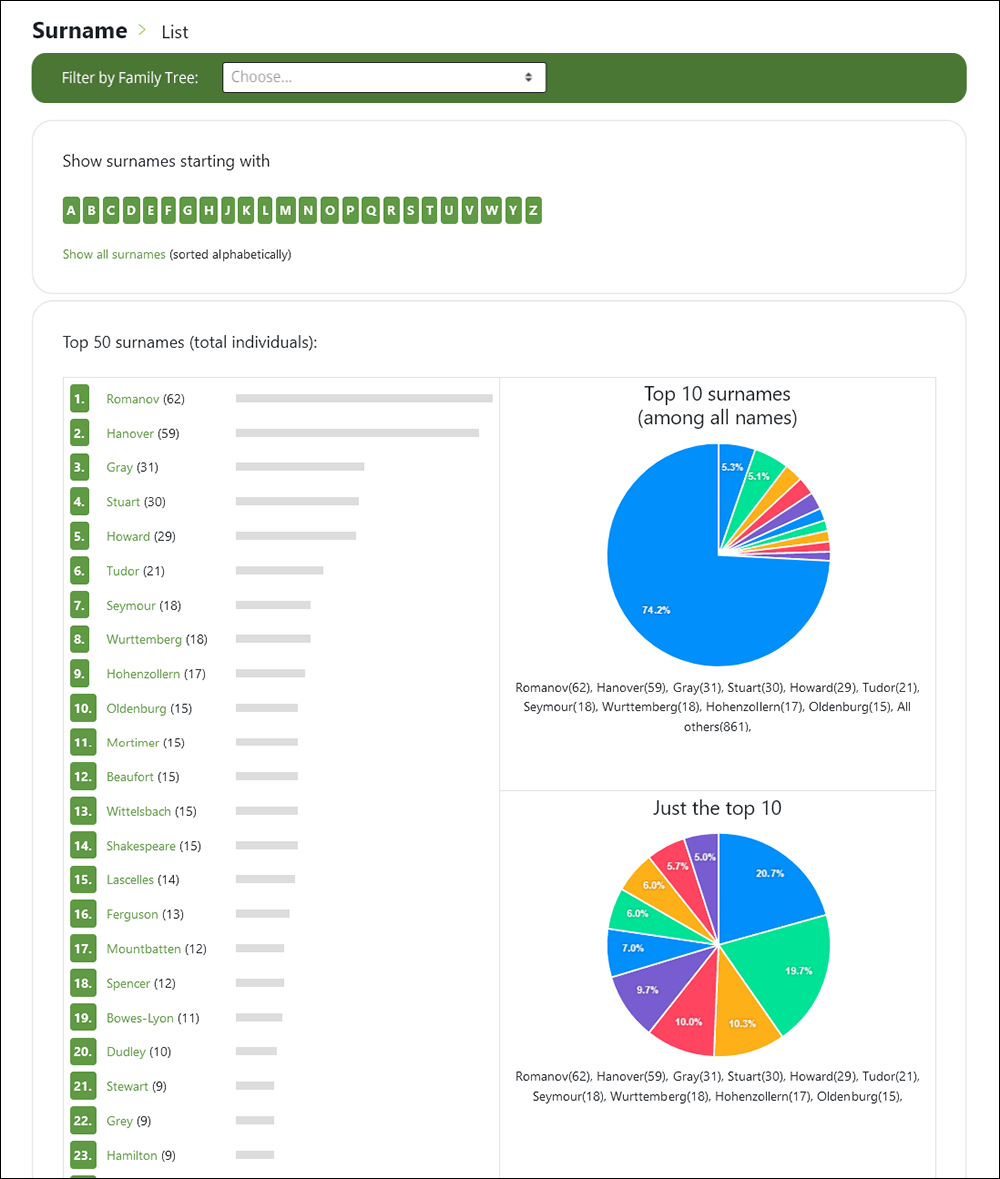 Surname > List
Filter by Family Tree: Choose...
Show surnames starting with
A B C D E F G H J K L M N O P Q R S T U V W Y Z
Show all surnames (sorted alphabetically)
Top 50 surnames (total individuals):
1. Romanov (62)
2. Hanover (59)
3. Gray (31)
4. Stuart (30)
5. Howard (29)
6. Tudor (21)
7. Seymour (18)
8. Wurttemberg (18)
9. Hohenzollern (17)
10. Oldenburg (15)
11. Mortimer (15)
12. Beaufort (15)
13. Wittelsbach (15)
14. Shakespeare (15)
15. Lascelles (14)
16. Ferguson (13)
17. Mountbatten (12)
18. Spencer (12)
19. Bowes-Lyon (11)
20. Dudley (10)
21. Stewart (9)
22. Grey (9)
23. Hamilton (9)
Top 10 surnames
(among all names)
5.3%
5.1%
74.2%
Romanov(62), Hanover(59), Gray(31), Stuart(30), Howard(29), Tudor(21),
Seymour(18), Wurttemberg(18), Hohenzollern(17), Oldenburg(15), All
others(861),
Just the top 10
20.7%
19.7%
10.3%
10.0%
9.7%
7.0%
6.0%
6.0%
5.7%
5.0%
Romanov(62), Hanover(59), Gray(31), Stuart(30), Howard(29), Tudor(21),
Seymour(18), Wurttemberg(18), Hohenzollern(17), Oldenburg(15),